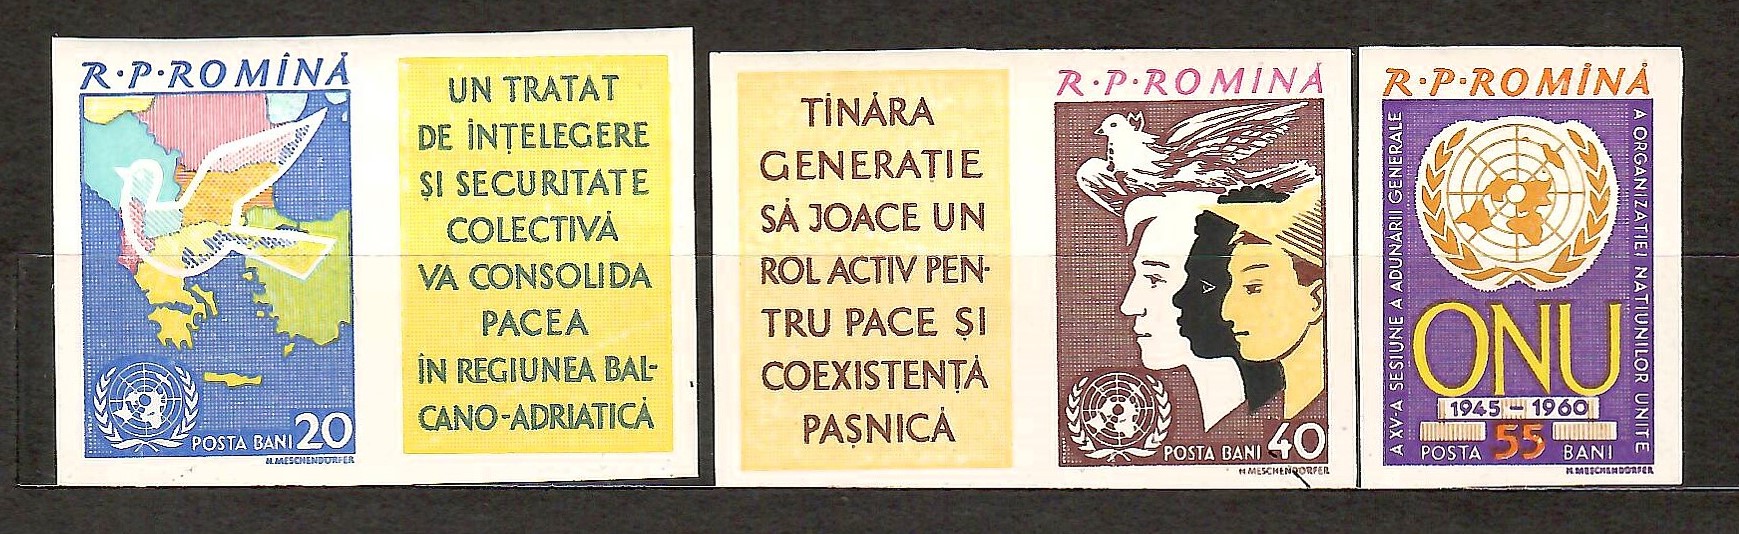 R·P·ROMÎNĂ
POSTA BANI 20
H.MESCHENDÖRFER
UN TRATAT
DE ÎNȚELEGERE
ȘI SECURITATE
COLECTIVĂ
VA CONSOLIDA
PACEA
ÎN REGIUNEA BAL-
CANO-ADRIATICĂ
TÎNĂRA
GENERAȚIE
SĂ JOACE UN
ROL ACTIV PEN-
TRU PACE ȘI
COEXISTENȚĂ
PAȘNICĂ
R·P·ROMÎNĂ
POSTA BANI 40
H.MESCHENDÖRFER
R·P·ROMÎNĂ
A XV-A SESIUNE A ADUNĂRII GENERALE
A ORGANIZAȚIEI NAȚIUNILOR UNITE
ONU
1945 - 1960
POSTA 55 BANI
H.MESCHENDÖRFER